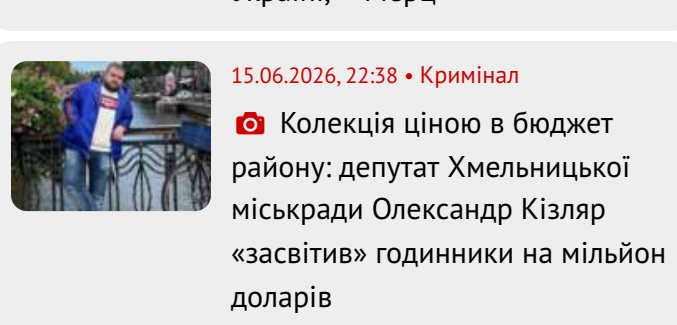 15.06.2026, 22:38 • Кримінал
Колекція ціною в бюджет
району: депутат Хмельницької
міськради Олександр Кізляр
«засвітив» годинники на мільйон
доларів